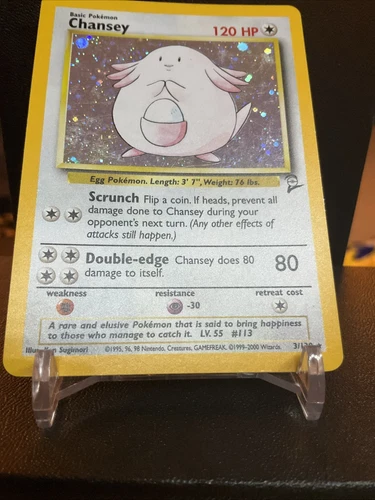 Basic Pokémon
Chansey 120 HP
Egg Pokémon. Length: 3' 7", Weight: 76 lbs.
Scrunch Flip a coin. If heads, prevent all
damage done to Chansey during your
opponent's next turn. (Any other effects of
attacks still happen.)
Double-edge Chansey does 80
damage to itself.
80
weakness resistance retreat cost
-30
A rare and elusive Pokémon that is said to bring happiness
to those who manage to catch it. LV. 55 #113
Sugimori ©1995, 96, 98 Nintendo, Creatures, GAMEFREAK. ©1999-2000 Wizards. 3/130